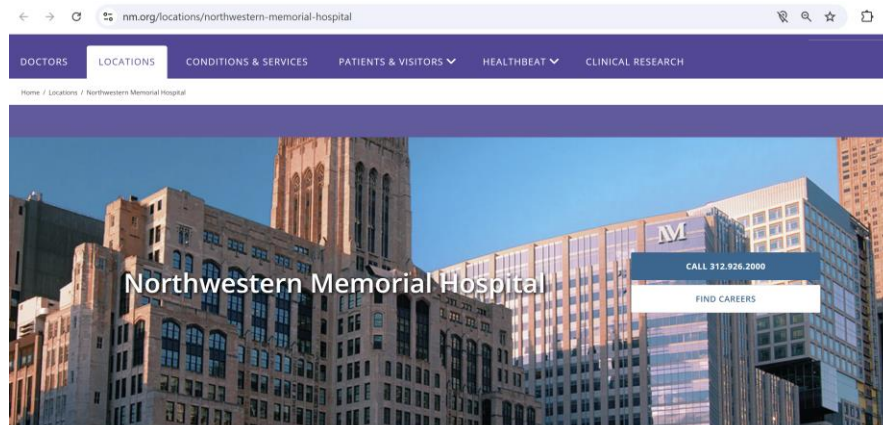 nm.org/locations/northwestern-memorial-hospital
DOCTORS LOCATIONS CONDITIONS & SERVICES PATIENTS & VISITORS HEALTHBEAT CLINICAL RESEARCH
Home / Locations / Northwestern Memorial Hospital
NM
Northwestern Memorial Hospital
CALL 312.926.2000
FIND CAREERS